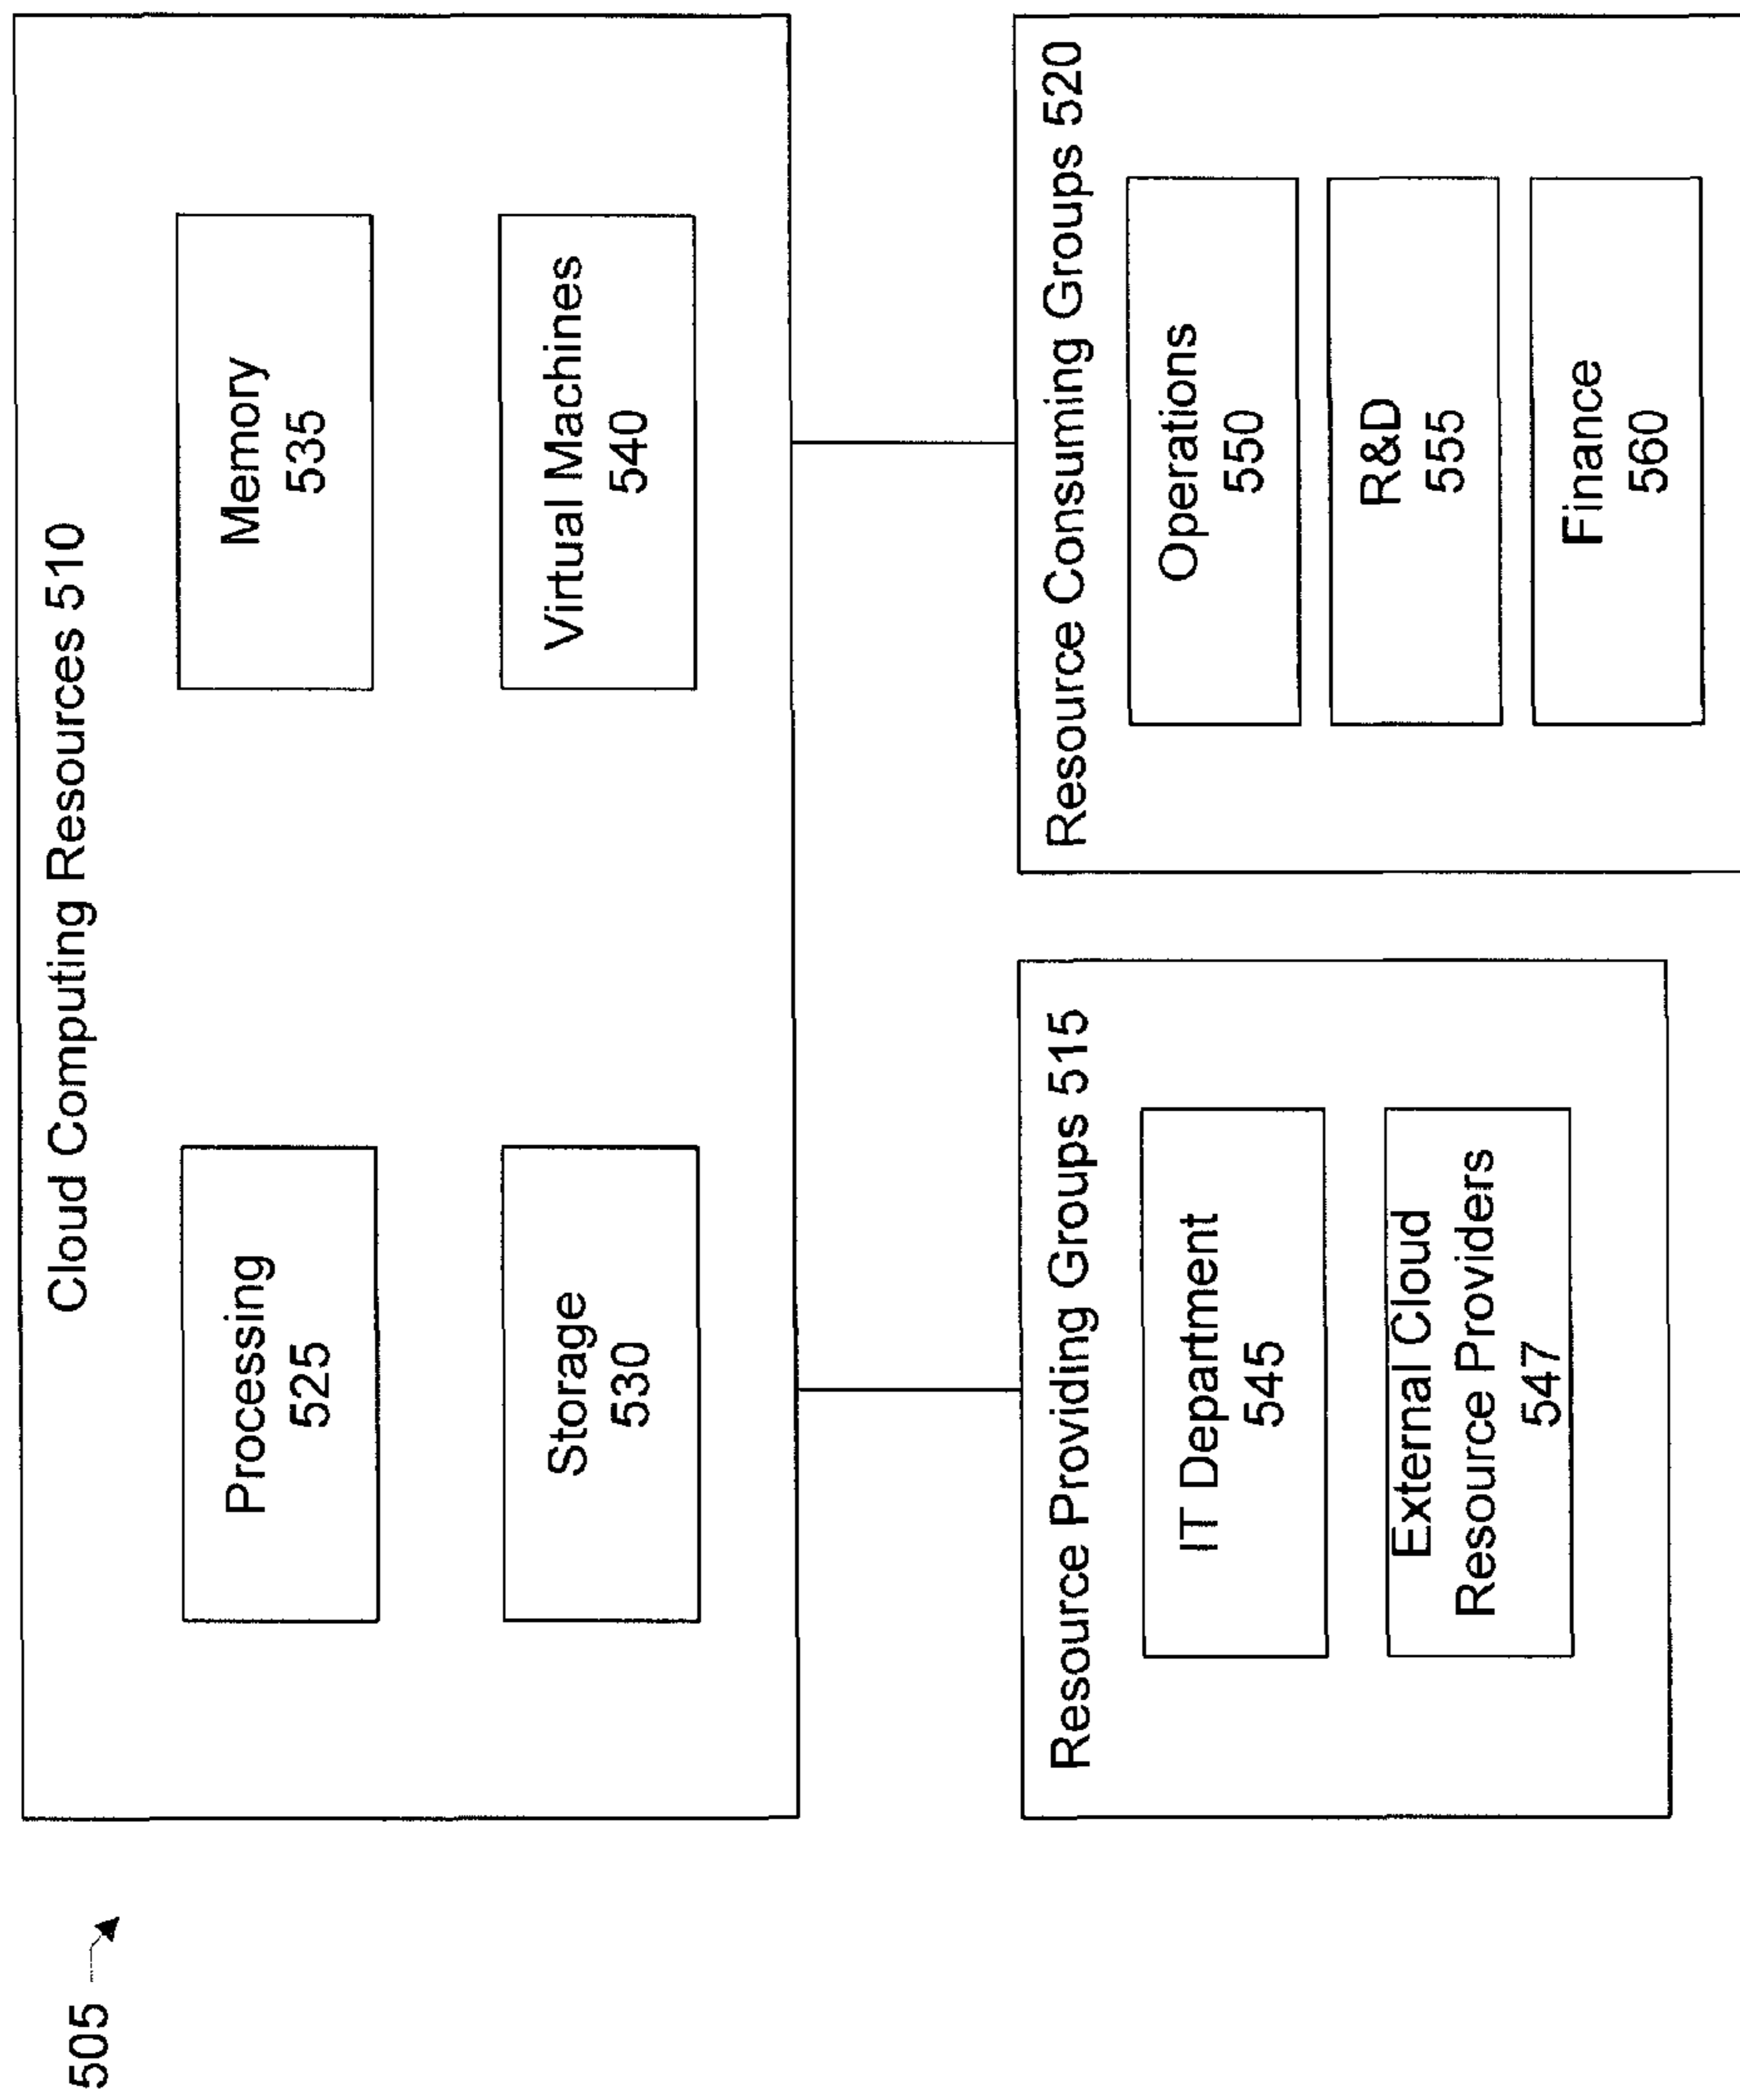 505
Cloud Computing Resources 510
Processing
525
Memory
535
Storage
530
Virtual Machines
540
Resource Providing Groups 515
IT Department
545
External Cloud
Resource Providers
547
Resource Consuming Groups 520
Operations
550
R&D
555
Finance
560